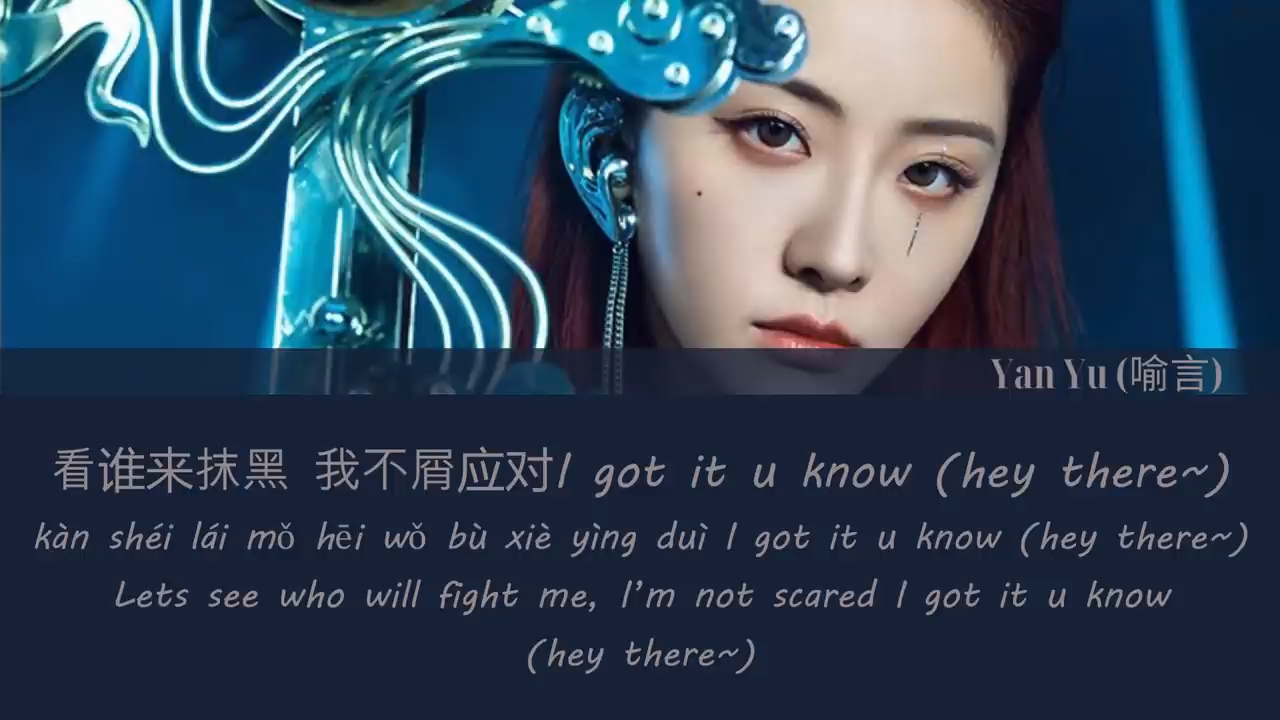 Yan Yu (喻言)
看谁来抹黑 我不屑应对I got it u know (hey there~)
kàn shéi lái mǒ hēi wǒ bù xiè yìng duì I got it u know (hey there~)
Lets see who will fight me, I’m not scared I got it u know
(hey there~)